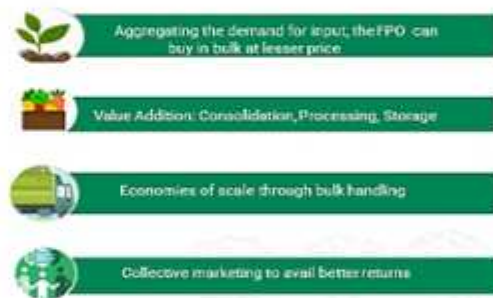 Aggregating the demand for input, the FPO can
buy in bulk at lesser price
Value Addition: Consolidation, Processing, Storage
Economies of scale through bulk handling
Collective marketing to avail better returns